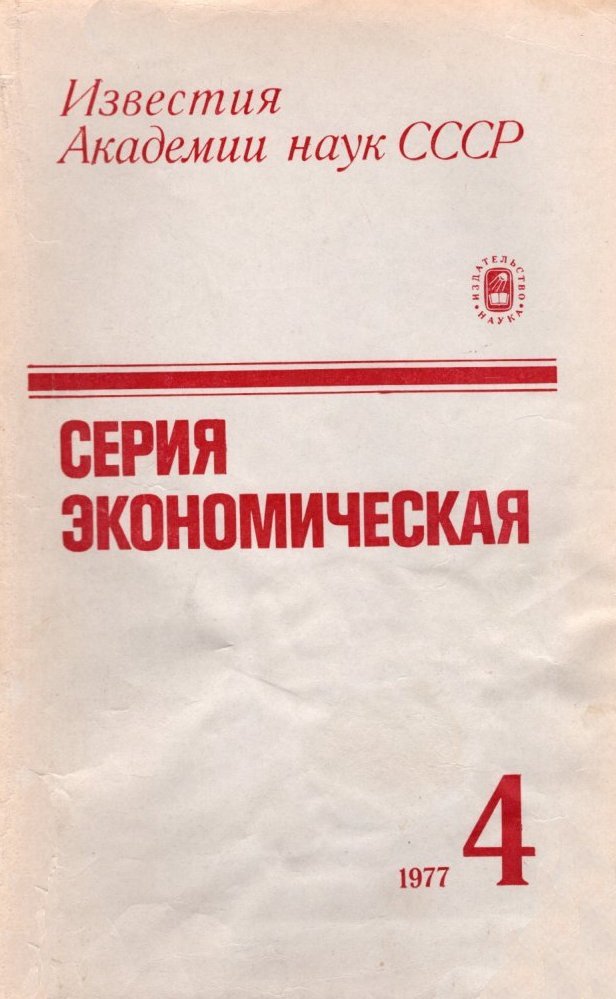 Известия
Академии наук СССР
ИЗДАТЕЛЬСТВО
НАУКА
СЕРИЯ
ЭКОНОМИЧЕСКАЯ
1977 4